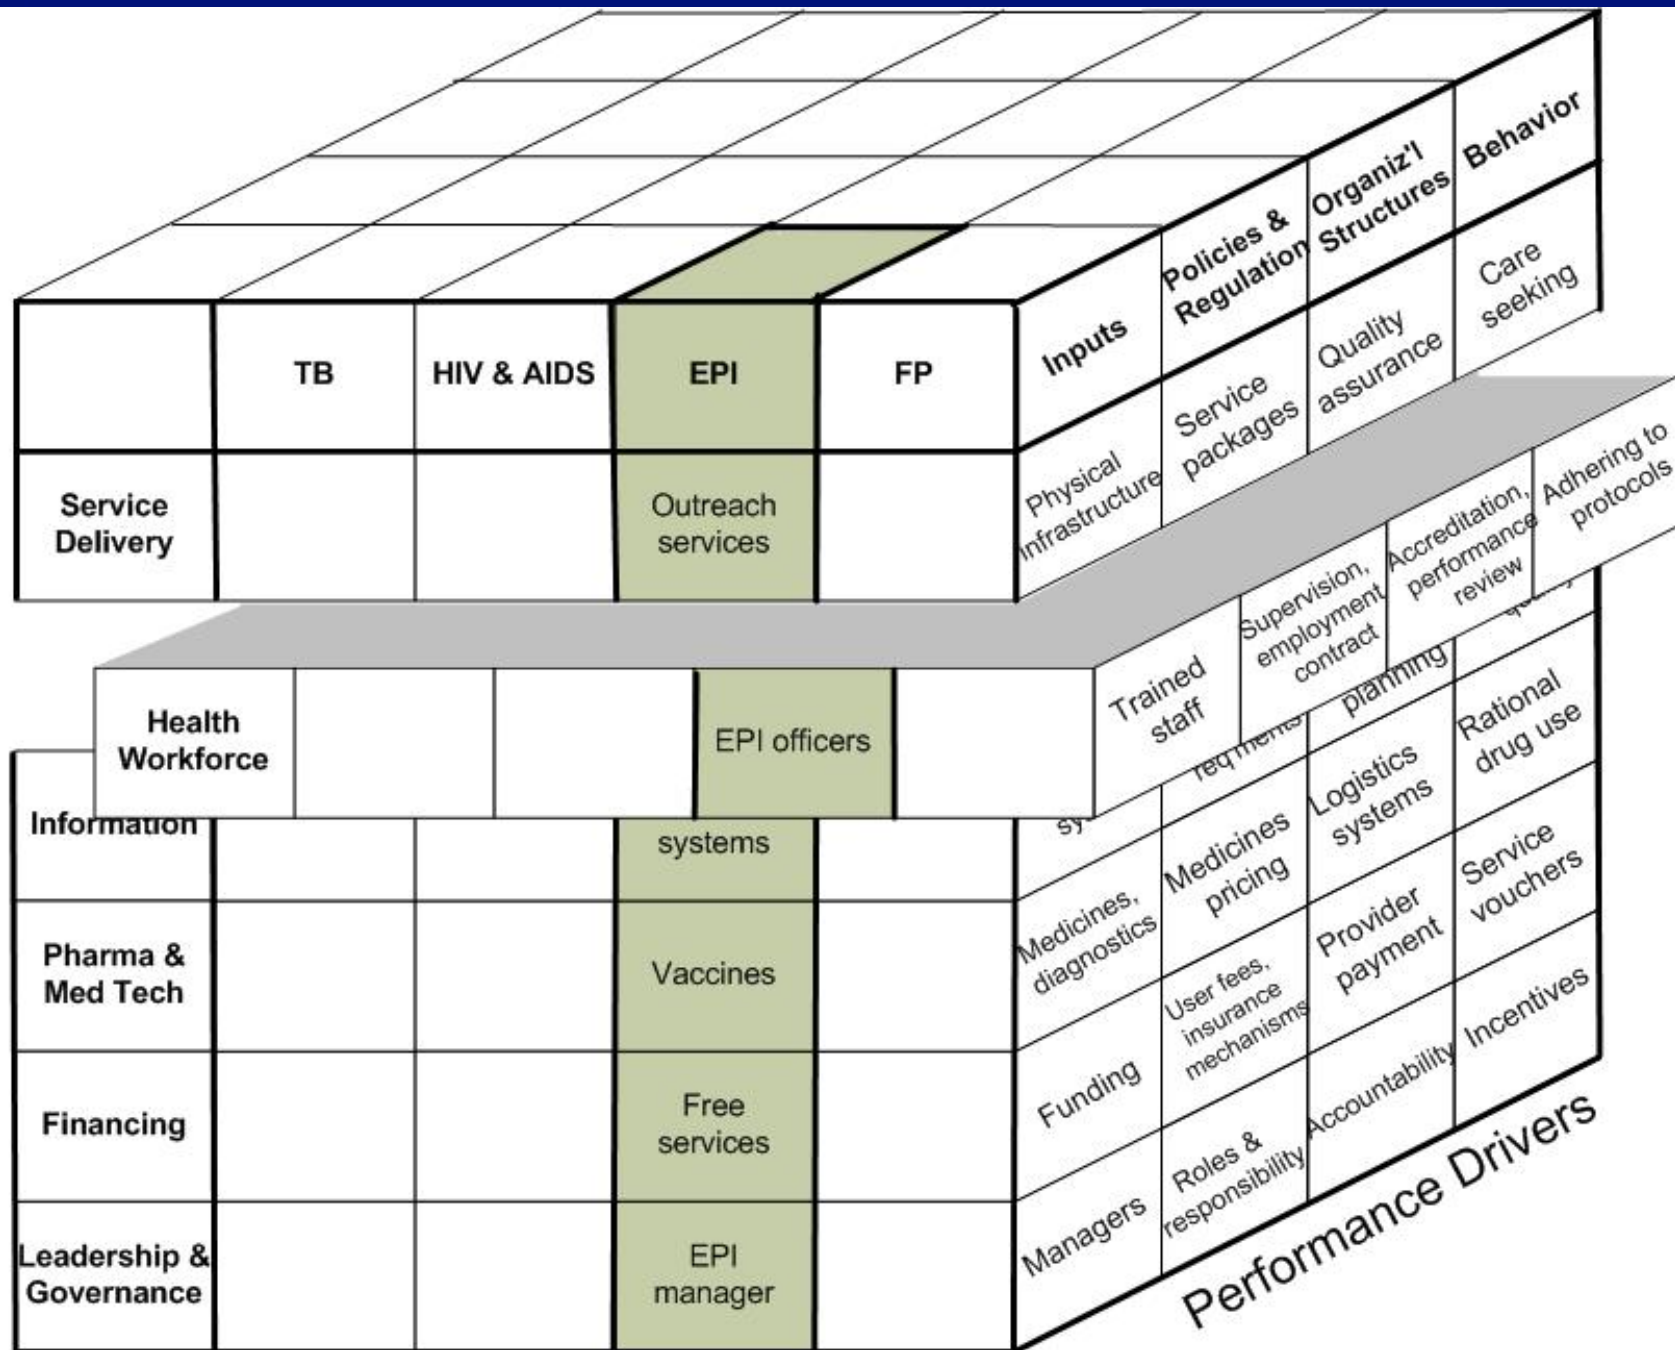 TB
HIV & AIDS
EPI
FP
Inputs
Policies &
Regulation
Organiz'l
Structures
Behavior
Service
Delivery
Outreach
services
Physical
infrastructure
Service
packages
Quality
assurance
Care
seeking
Health
Workforce
EPI officers
Trained
staff
Supervision,
employment
contract
Accreditation,
performance
review
Adhering to
protocols
Information
systems
req'ments
planning
Pharma &
Med Tech
Vaccines
Medicines,
diagnostics
Medicines
pricing
Logistics
systems
Rational
drug use
Financing
Free
services
Funding
User fees,
insurance
mechanisms
Provider
payment
Service
vouchers
Leadership &
Governance
EPI
manager
Managers
Roles &
responsibility
Accountability
Incentives
Performance Drivers